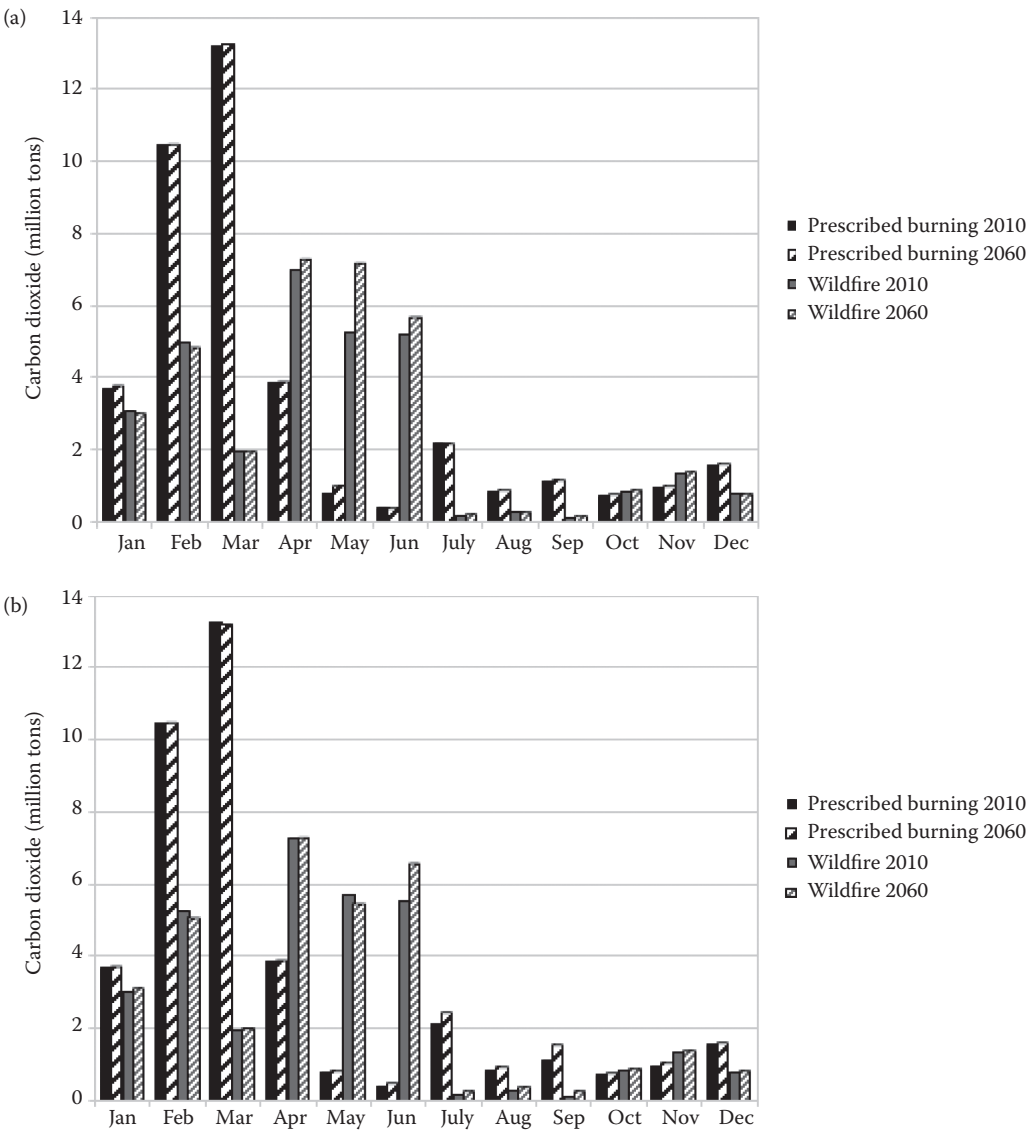 (a)
Carbon dioxide (million tons)
14
12
10
8
6
4
2
0
Jan Feb Mar Apr May Jun July Aug Sep Oct Nov Dec
Prescribed burning 2010
Prescribed burning 2060
Wildfire 2010
Wildfire 2060
(b)
Carbon dioxide (million tons)
14
12
10
8
6
4
2
0
Jan Feb Mar Apr May Jun July Aug Sep Oct Nov Dec
Prescribed burning 2010
Prescribed burning 2060
Wildfire 2010
Wildfire 2060